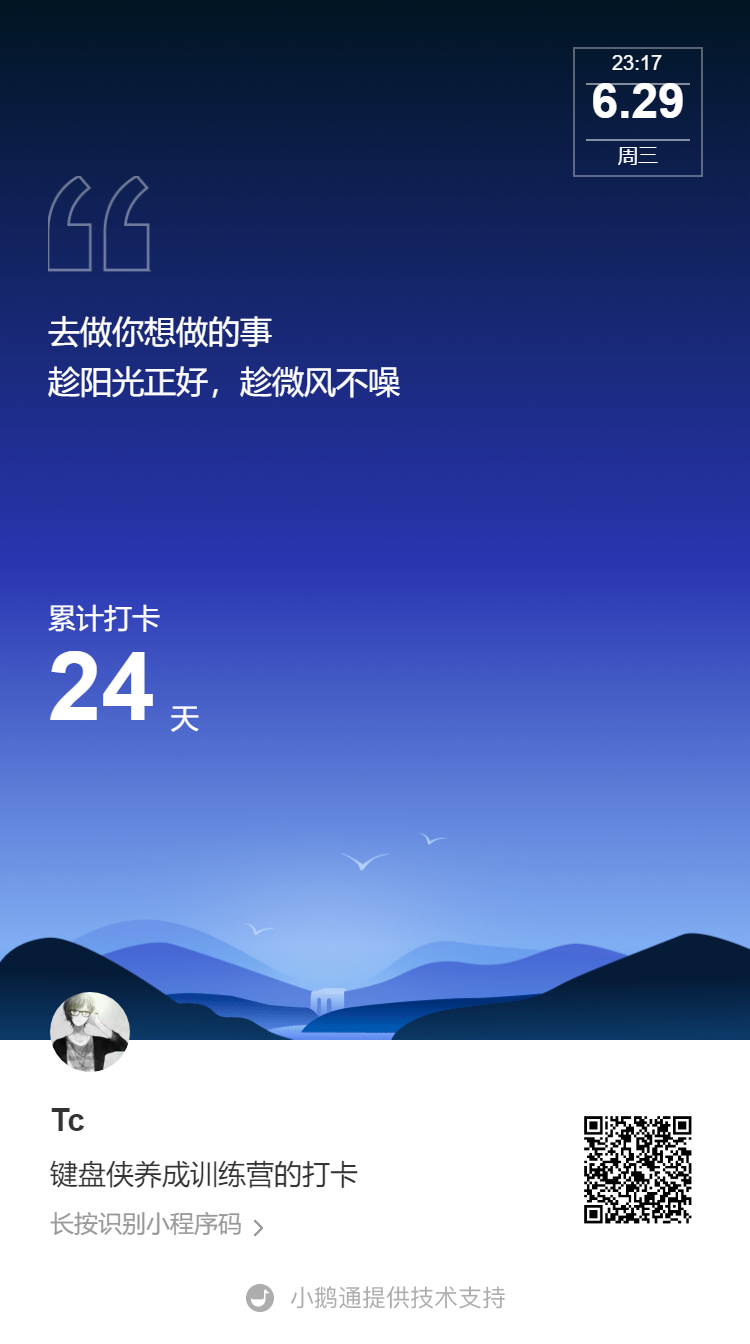 23:17
6.29
周三
去做你想做的事
趁阳光正好，趁微风不噪
累计打卡
24 天
Tc
键盘侠养成训练营的打卡
长按识别小程序码
小鹅通提供技术支持